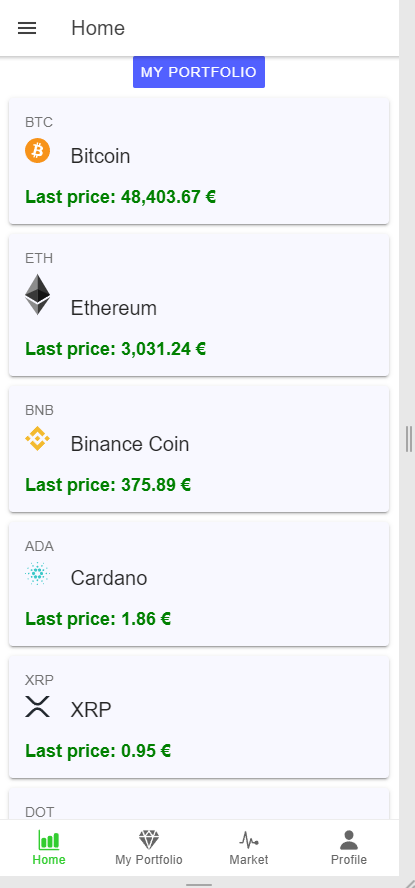 Home
MY PORTFOLIO
BTC
Bitcoin
Last price: 48,403.67 €
ETH
Ethereum
Last price: 3,031.24 €
BNB
Binance Coin
Last price: 375.89 €
ADA
Cardano
Last price: 1.86 €
XRP
XRP
Last price: 0.95 €
DOT
Home My Portfolio Market Profile